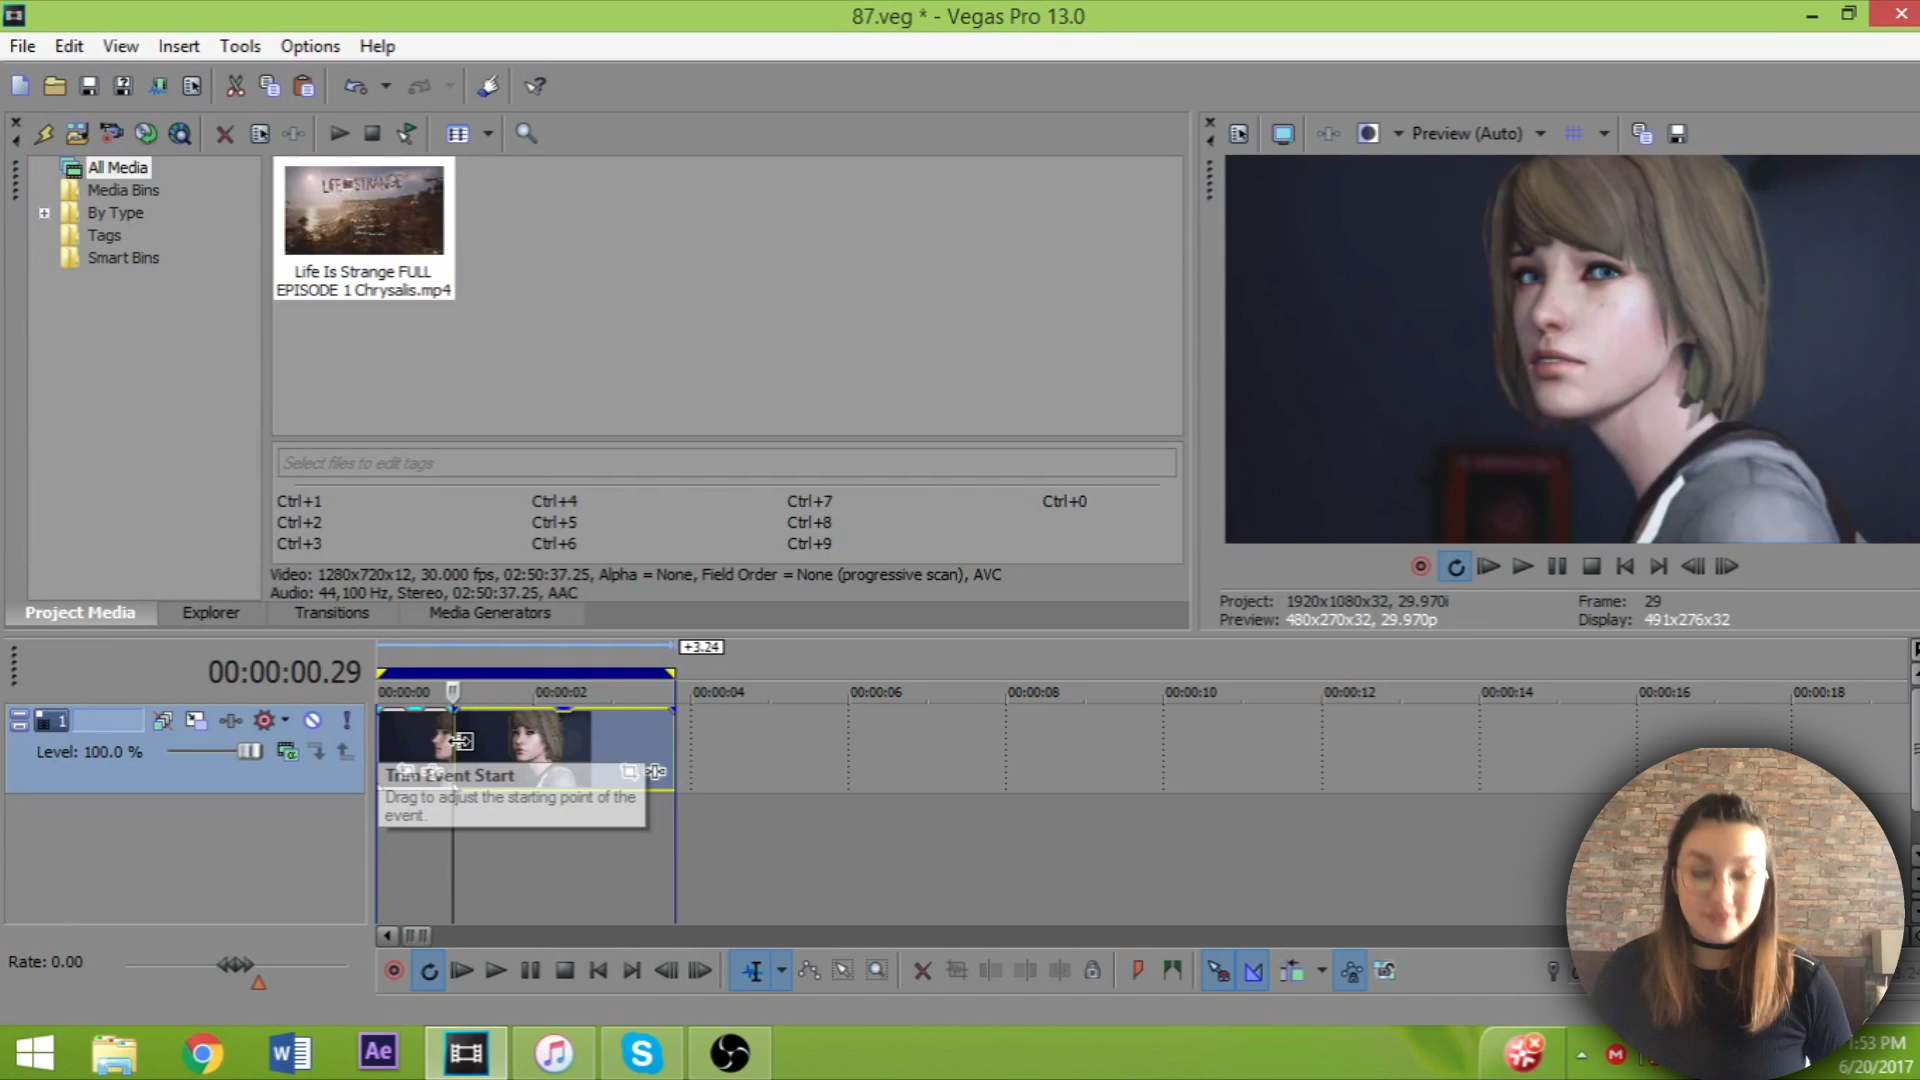 87.veg * - Vegas Pro 13.0
File Edit View Insert Tools Options Help
Preview (Auto)
All Media
Media Bins
By Type
Tags
Smart Bins
LIFE IS STRANGE
Life Is Strange FULL
EPISODE 1 Chrysalis.mp4
Select files to edit tags
Ctrl+1 Ctrl+4 Ctrl+7 Ctrl+0
Ctrl+2 Ctrl+5 Ctrl+8
Ctrl+3 Ctrl+6 Ctrl+9
Video: 1280x720x12, 30.000 fps, 02:50:37.25, Alpha = None, Field Order = None (progressive scan), AVC
Audio: 44,100 Hz, Stereo, 02:50:37.25, AAC
Project Media Explorer Transitions Media Generators
Project: 1920x1080x32, 29.970i Frame: 29
Preview: 480x270x32, 29.970p Display: 491x276x32
+3.24
00:00:00.29
00:00:00 00:00:02 00:00:04 00:00:06 00:00:08 00:00:10 00:00:12 00:00:14 00:00:16 00:00:18
1
Level: 100.0 %
Trim Event Start
Drag to adjust the starting point of the
event.
Rate: 0.00
W
Ae
S
M
1:53 PM
6/20/2017